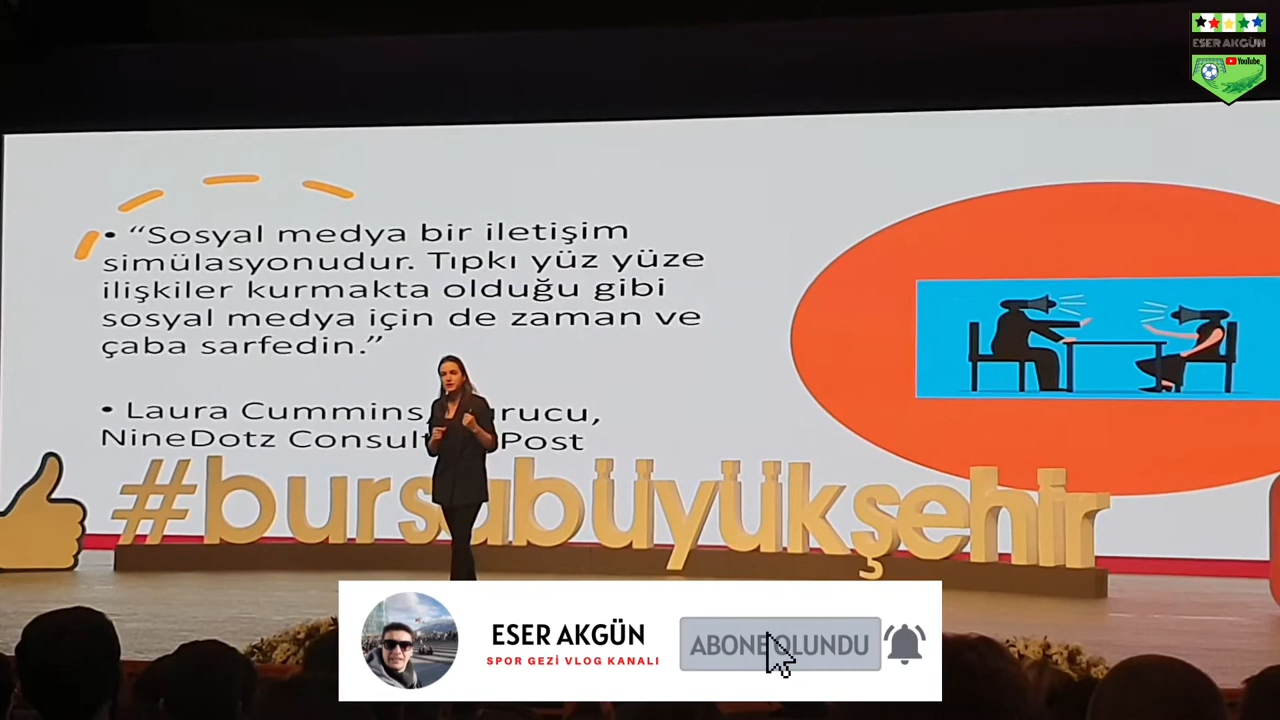 ESER AKGÜN
YouTube
• “Sosyal medya bir iletişim
simülasyonudur. Tıpkı yüz yüze
ilişkiler kurmakta olduğu gibi
sosyal medya için de zaman ve
çaba sarfedin.”
• Laura Cummins,
NineDotz Post
#bursabüyükşehir
ESER AKGÜN
SPOR GEZİ VLOG KANALI
ABONE OLUNDU